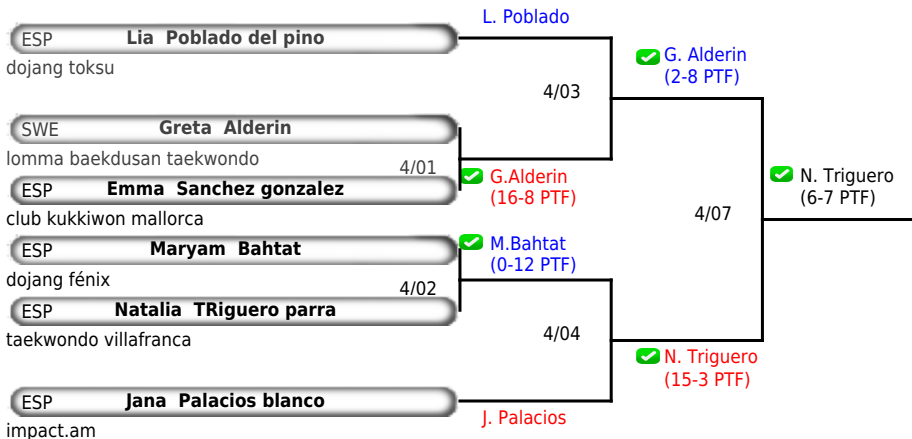 L. Poblado
ESP Lia Poblado del pino
dojang toksu
G. Alderin
(2-8 PTF)
4/03
SWE Greta Alderin
lomma baekdusan taekwondo
4/01
G.Alderin
(16-8 PTF)
ESP Emma Sanchez gonzalez
club kukkiwon mallorca
N. Triguero
(6-7 PTF)
4/07
ESP Maryam Bahtat
dojang fénix
M.Bahtat
(0-12 PTF)
4/02
ESP Natalia TRiguero parra
taekwondo villafranca
4/04
N. Triguero
(15-3 PTF)
ESP Jana Palacios blanco
impact.am
J. Palacios